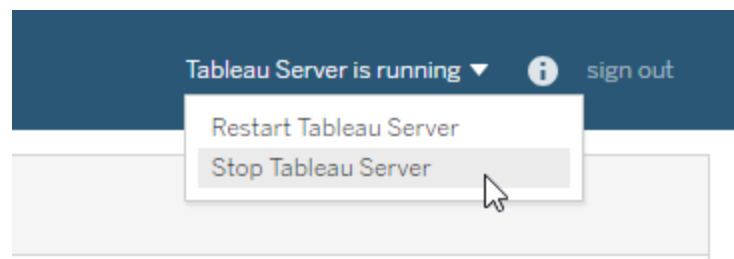 Tableau Server is running sign out
Restart Tableau Server
Stop Tableau Server